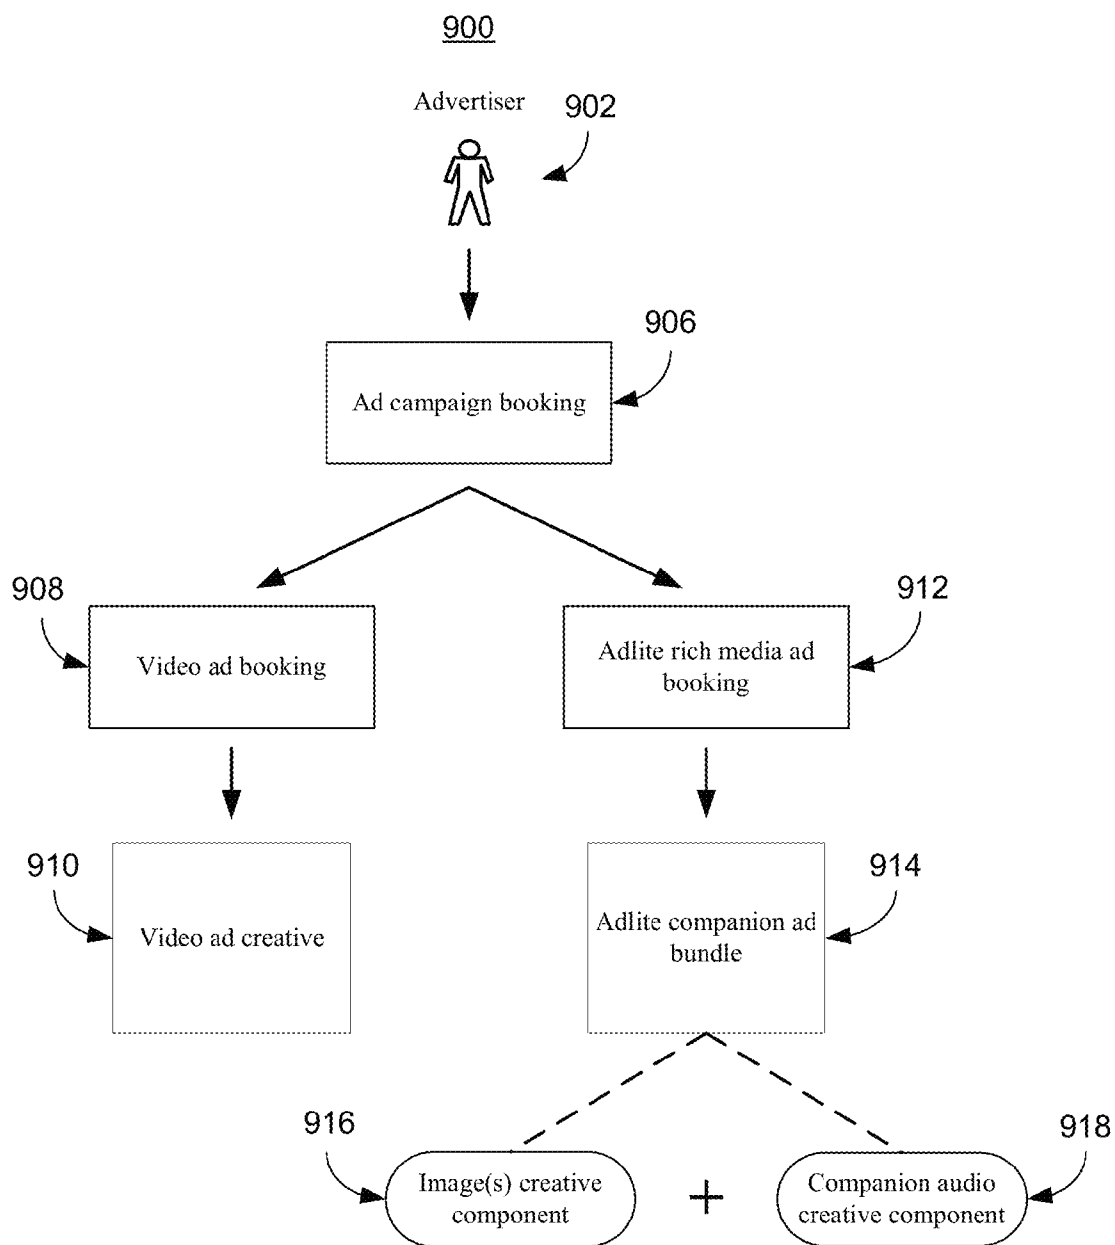 900
Advertiser
902
906
Ad campaign booking
908
912
Video ad booking
Adlite rich media ad
booking
910
914
Video ad creative
Adlite companion ad
bundle
916
918
Image(s) creative
component
+
Companion audio
creative component